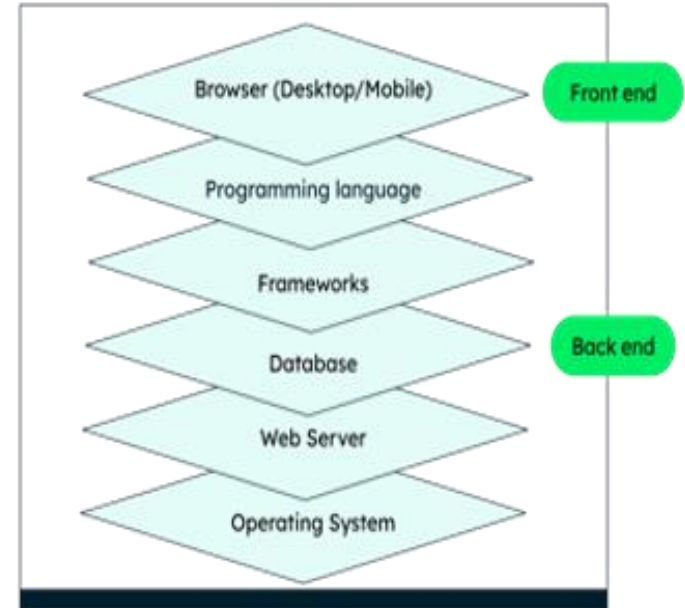 Browser (Desktop/Mobile)
Front end
Programming language
Frameworks
Back end
Database
Web Server
Operating System